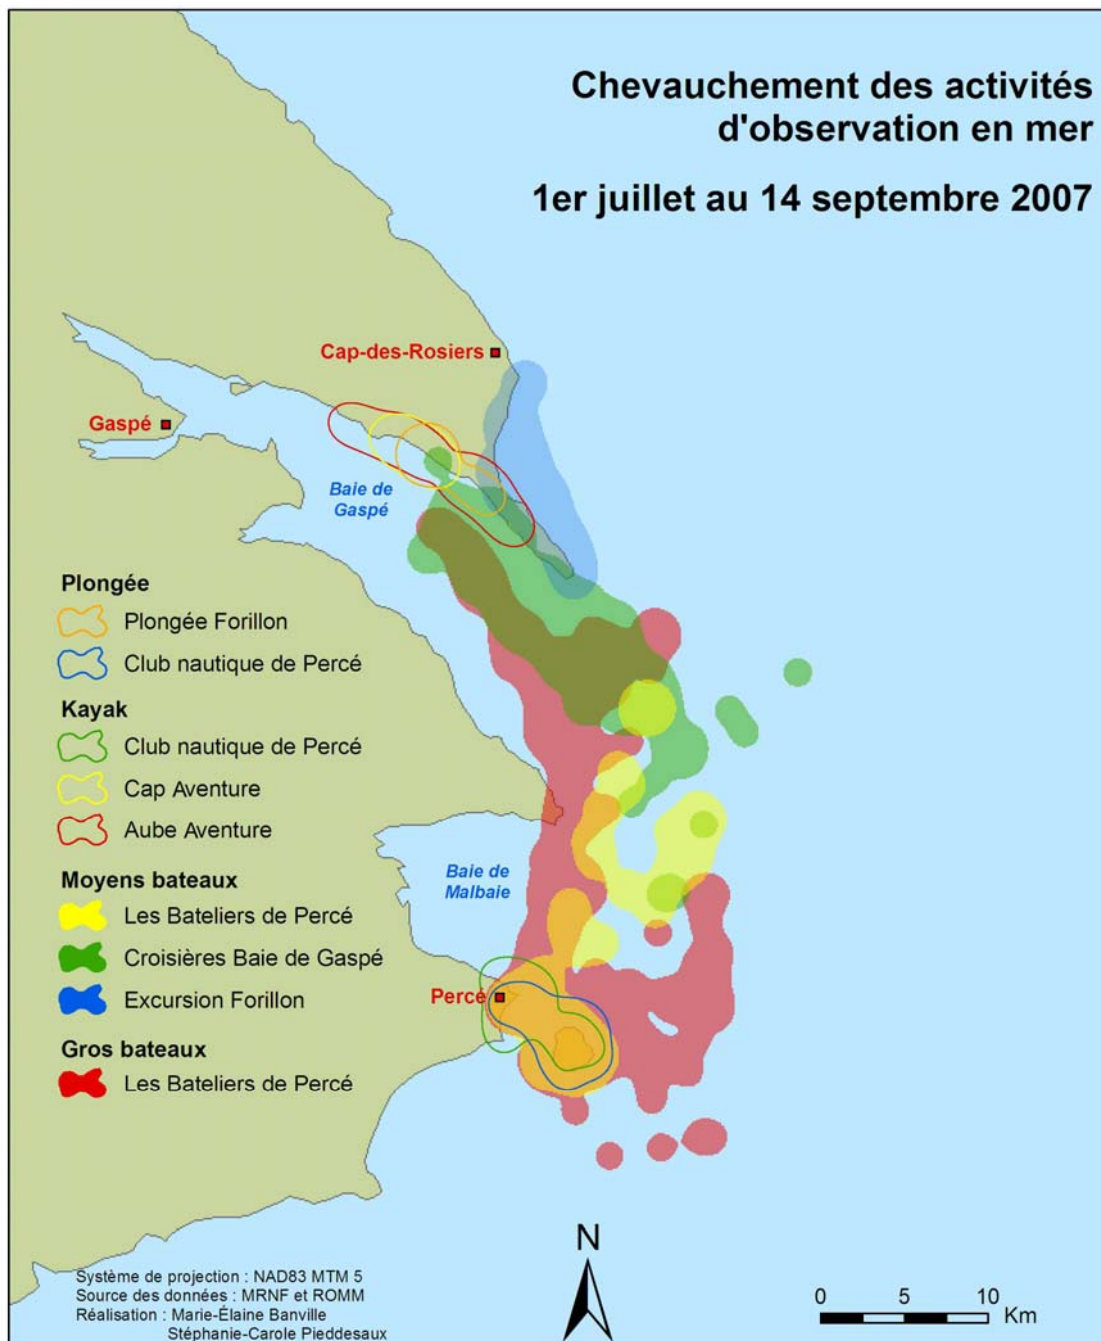 Chevauchement des activités
d'observation en mer
1er juillet au 14 septembre 2007
Cap-des-Rosiers
Gaspé
Baie de
Gaspé
Plongée
Plongée Forillon
Club nautique de Percé
Kayak
Club nautique de Percé
Cap Aventure
Aube Aventure
Baie de
Malbaie
Moyens bateaux
Les Bateliers de Percé
Croisières Baie de Gaspé
Excursion Forillon
Percé
Gros bateaux
Les Bateliers de Percé
N
Système de projection : NAD83 MTM 5
Source des données : MRNF et ROMM
Réalisation : Marie-Élaine Banville
Stéphanie-Carole Pieddesaux
0 5 10
Km